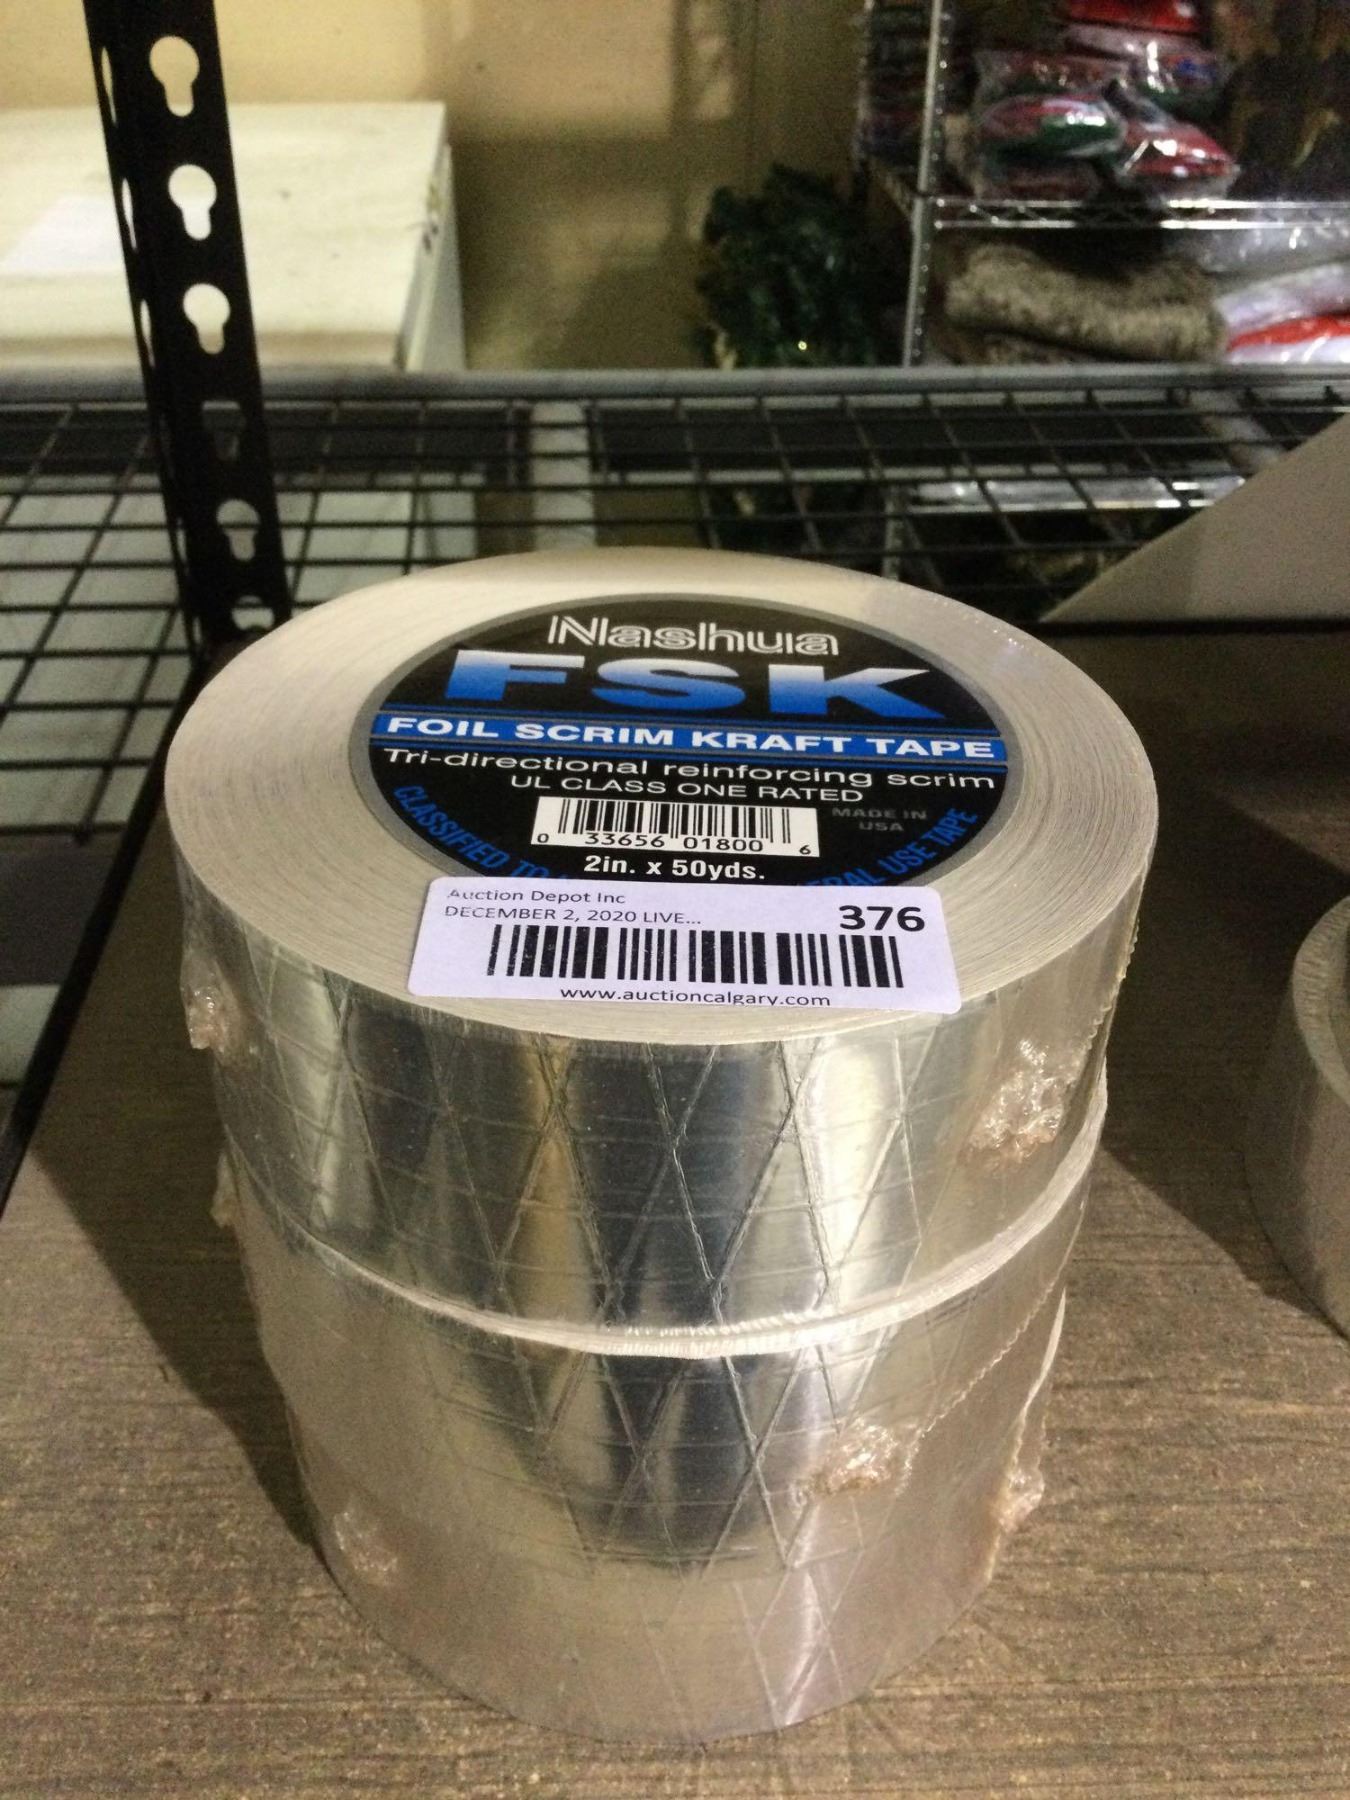 Nashua
FSK
FOIL SCRIM KRAFT TAPE
Tri-directional reinforcing scrim
UL CLASS ONE RATED
MADE IN
USA
0 33656 01800 6
2in. x 50yds.
CLASSIFIED TO USE TAPE
Auction Depot Inc
DECEMBER 2, 2020 LIVE...
376
www.auctioncalgary.com